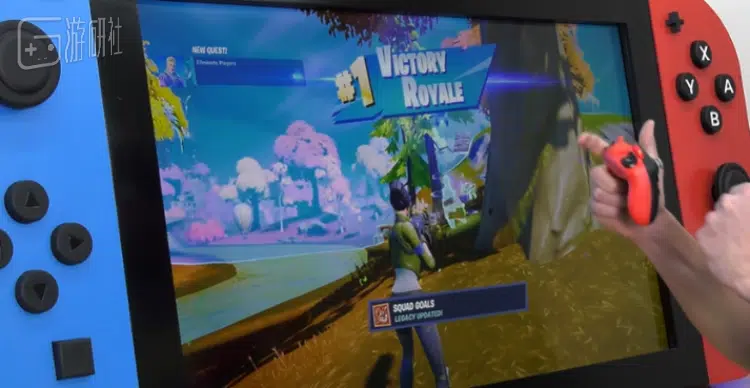 游研社
NEW QUEST!
#1 VICTORY
ROYALE
SQUAD GOALS
LEGACY UPDATED!
X
Y
A
B